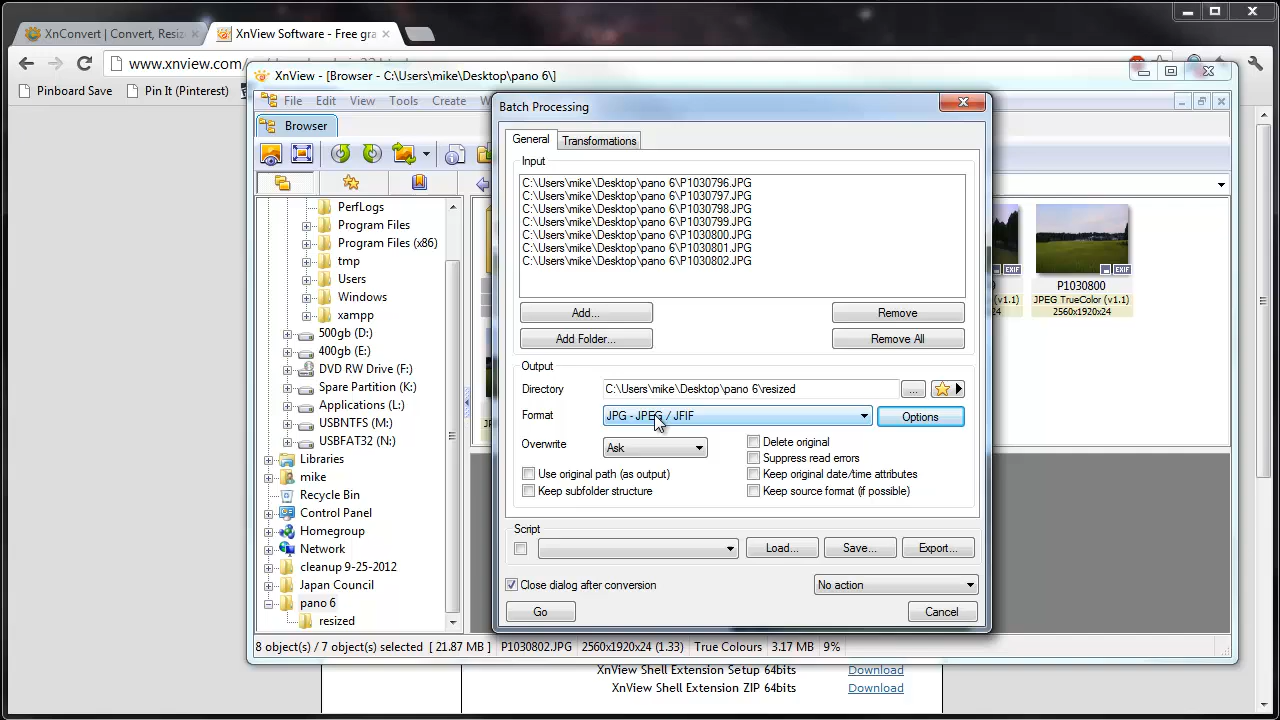 XnConvert | Convert, Resiz
XnView Software - Free gra
www.xnview.com/
Pinboard Save
Pin It (Pinterest)
XnView - [Browser - C:\Users\mike\Desktop\pano 6\]
File Edit View Tools Create
Browser
PerfLogs
Program Files
Program Files (x86)
tmp
Users
Windows
xampp
500gb (D:)
400gb (E:)
DVD RW Drive (F:)
Spare Partition (K:)
Applications (L:)
USBNTFS (M:)
USBFAT32 (N:)
Libraries
mike
Recycle Bin
Control Panel
Homegroup
Network
cleanup 9-25-2012
Japan Council
pano 6
resized
Batch Processing
General Transformations
Input
C:\Users\mike\Desktop\pano 6\P1030796.JPG
C:\Users\mike\Desktop\pano 6\P1030797.JPG
C:\Users\mike\Desktop\pano 6\P1030798.JPG
C:\Users\mike\Desktop\pano 6\P1030799.JPG
C:\Users\mike\Desktop\pano 6\P1030800.JPG
C:\Users\mike\Desktop\pano 6\P1030801.JPG
C:\Users\mike\Desktop\pano 6\P1030802.JPG
Add... Remove
Add Folder... Remove All
Output
Directory C:\Users\mike\Desktop\pano 6\resized ...
Format JPG - JPEG / JFIF Options
Overwrite Ask
Delete original
Suppress read errors
Use original path (as output) Keep original date/time attributes
Keep subfolder structure Keep source format (if possible)
Script
Load... Save... Export...
Close dialog after conversion No action
Go Cancel
EXIF
EXIF
P1030800
JPEG TrueColor (v1.1)
2560x1920x24
8 object(s) / 7 object(s) selected [ 21.87 MB ] P1030802.JPG 2560x1920x24 (1.33) True Colours 3.17 MB 9%
XnView Shell Extension Setup 64bits Download
XnView Shell Extension ZIP 64bits Download